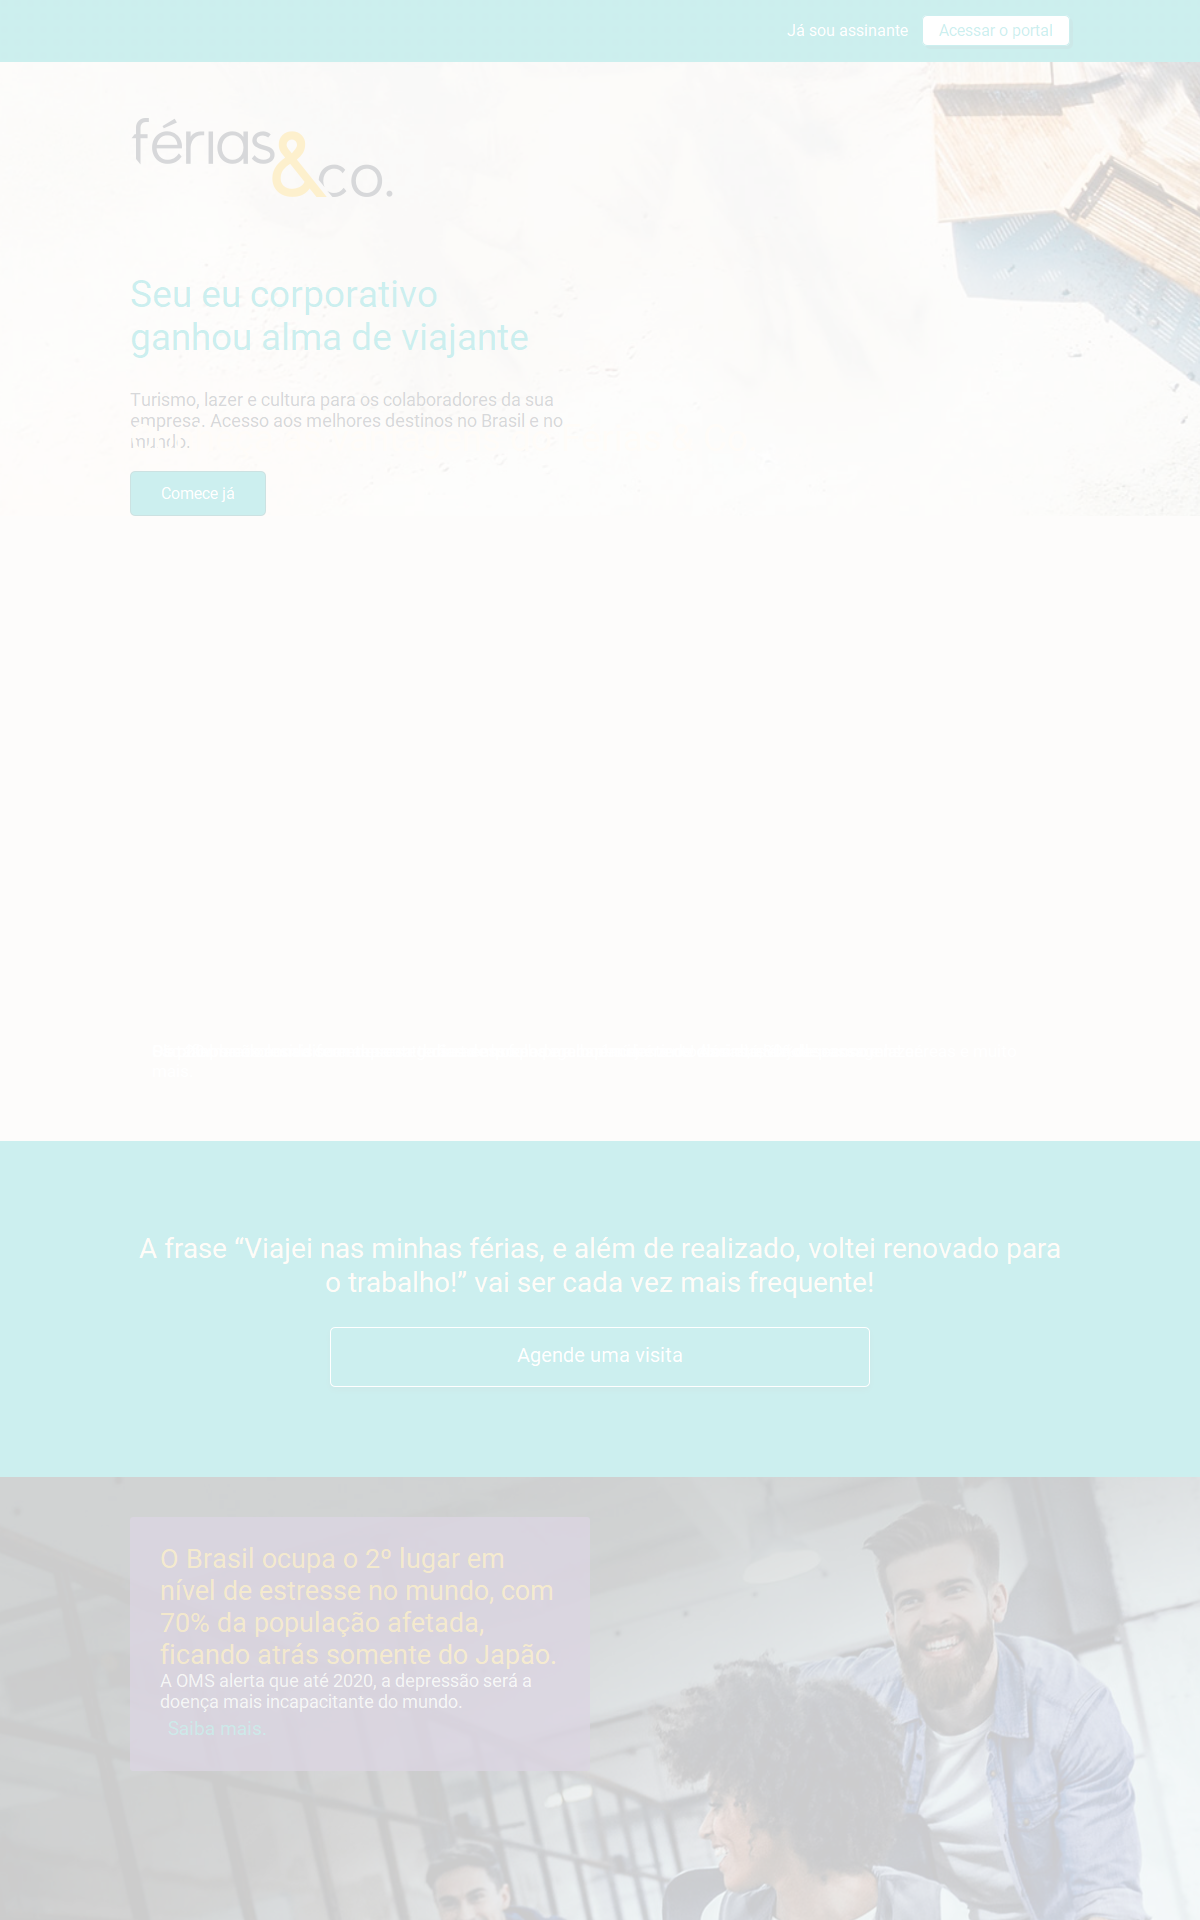 Já sou assinante
Acessar o portal
férias&co.
Seu eu corporativo
ganhou alma de viajante
Turismo, lazer e cultura para os colaboradores da sua
empresa. Acesso aos melhores destinos no Brasil e no
mundo.
Comece já
A frase “Viajei nas minhas férias, e além de realizado, voltei renovado para
o trabalho!” vai ser cada vez mais frequente!
Agende uma visita
O Brasil ocupa o 2º lugar em
nível de estresse no mundo, com
70% da população afetada,
ficando atrás somente do Japão.
A OMS alerta que até 2020, a depressão será a
doença mais incapacitante do mundo.
Saiba mais.